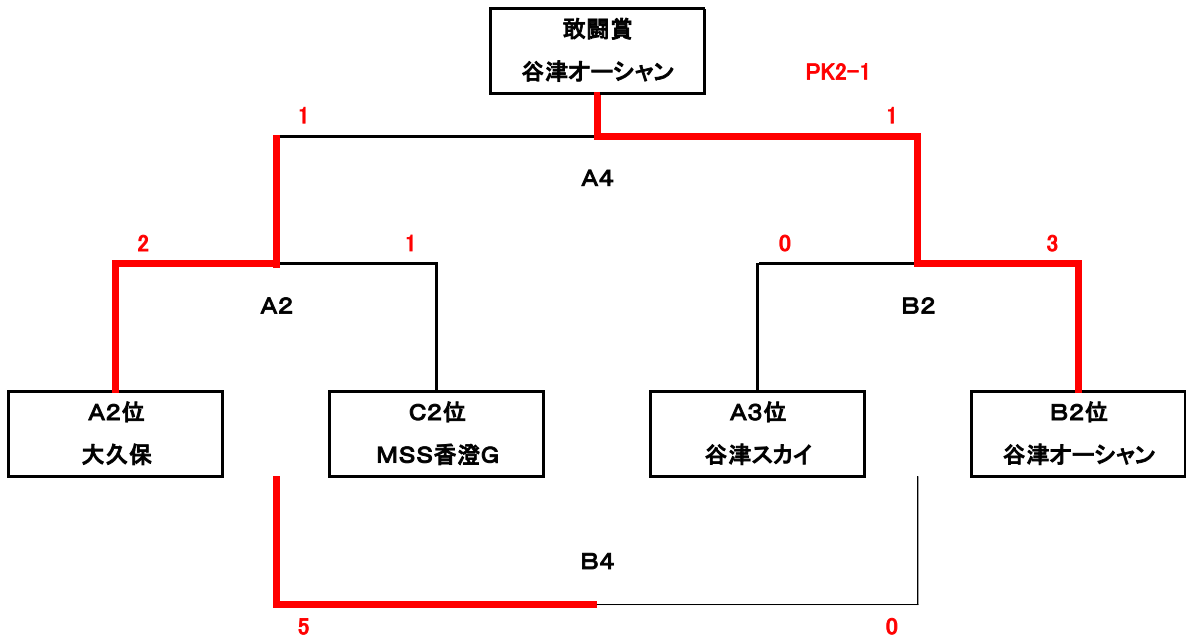 敢闘賞
谷津オーシャン
PK2-1
1
1
A4
2
1
0
3
A2
B2
A2位
大久保
C2位
MSS香澄G
A3位
谷津スカイ
B2位
谷津オーシャン
B4
5
0